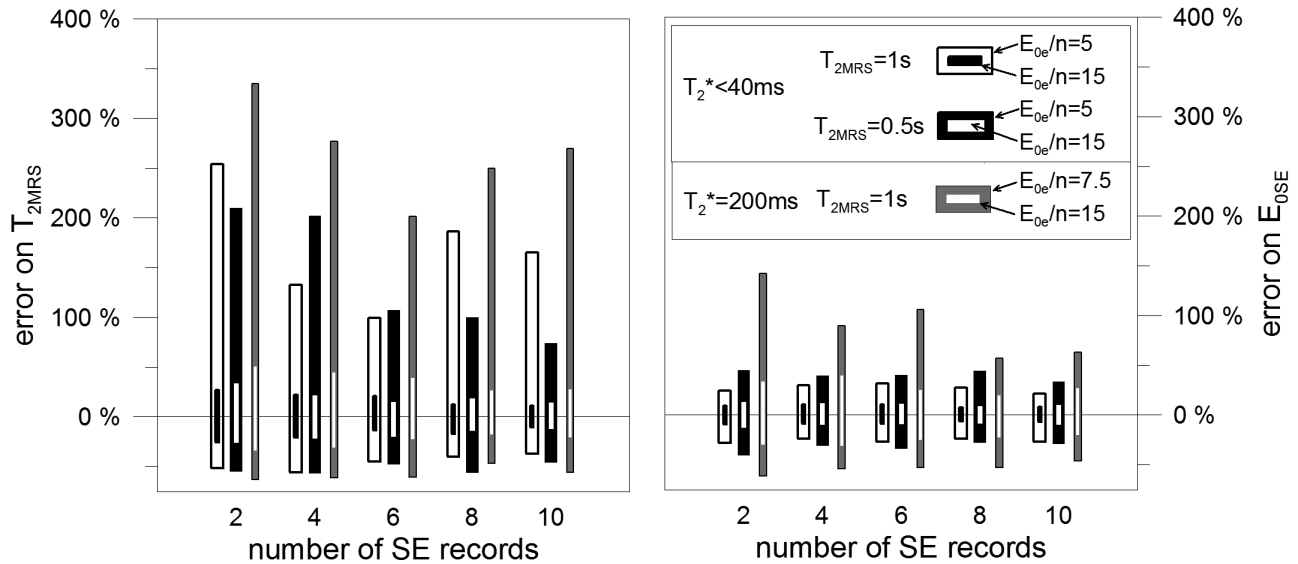 400 %
300 %
200 %
100 %
0 %
error on T2MRS
2 4 6 8 10
number of SE records
T2*<40ms
T2MRS=1s
E0e/n=5
E0e/n=15
T2MRS=0.5s
E0e/n=5
E0e/n=15
T2*=200ms T2MRS=1s
E0e/n=7.5
E0e/n=15
400 %
300 %
200 %
100 %
0 %
error on E0SE
2 4 6 8 10
number of SE records